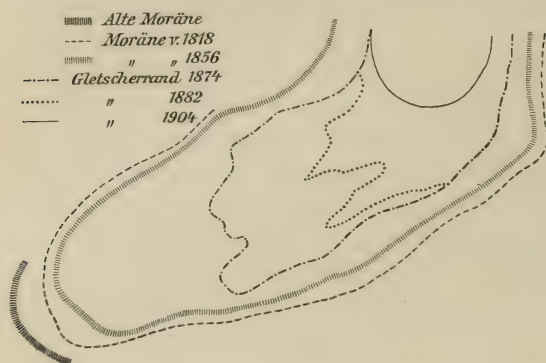 Alte Moräne
Moräne v. 1818
„ „ 1856
Gletscherrand 1874
„ 1882
„ 1904